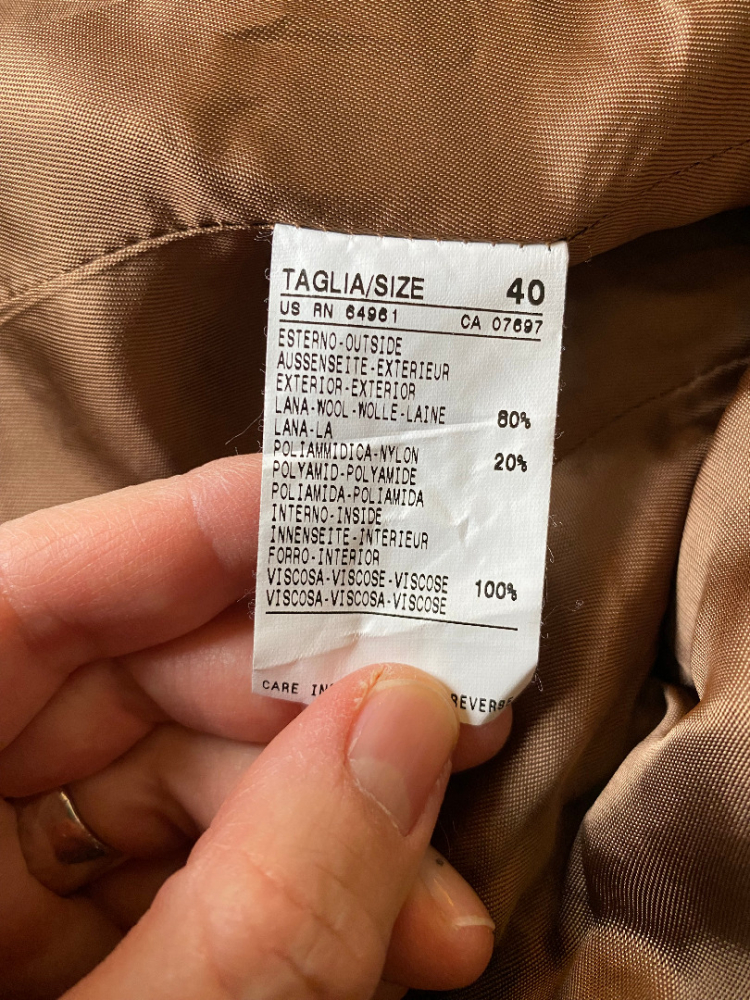 TAGLIA/SIZE 40
US RN 64961 CA 07697
ESTERNO-OUTSIDE
AUSSENSEITE-EXTERIEUR
EXTERIOR-EXTERIOR
LANA-WOOL-WOLLE-LAINE 80%
LANA-LA
POLIAMMIDICA-NYLON 20%
POLYAMID-POLYAMIDE
POLIAMIDA-POLIAMIDA
INTERNO-INSIDE
INNENSEITE-INTERIEUR
FORRO-INTERIOR
VISCOSA-VISCOSE-VISCOSE 100%
VISCOSA-VISCOSA-VISCOSE
CARE